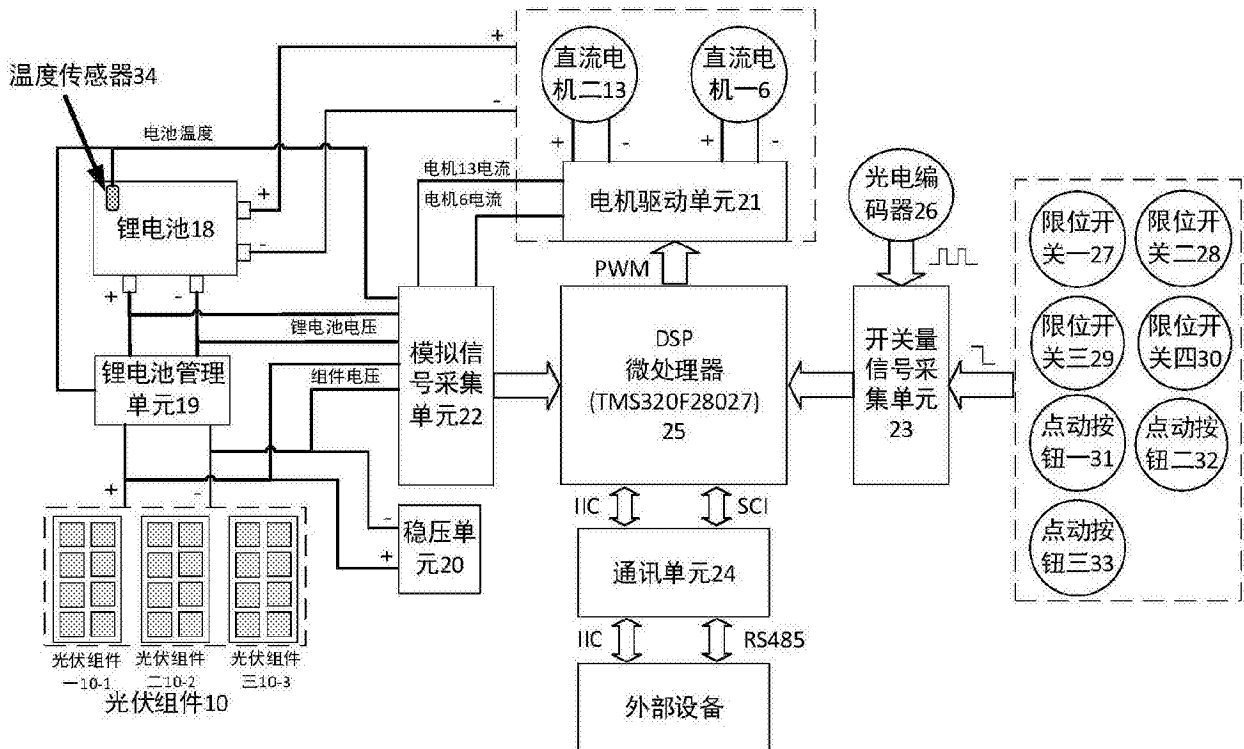 温度传感器34
电池温度
锂电池18
+
-
+
-
+
-
锂电池管理
单元19
+
-
光伏组件
一10-1
光伏组件
二10-2
光伏组件
三10-3
光伏组件10
直流电
机二13
直流电
机一6
+
-
+
-
电机驱动单元21
电机13电流
电机6电流
锂电池电压
组件电压
模拟信
号采集
单元22
-
+
稳压单
元20
PWM
DSP
微处理器
(TMS320F28027)
25
IIC
SCI
通讯单元24
IIC
RS485
外部设备
光电编
码器26
开关量
信号采
集单元
23
限位开
关一27
限位开
关二28
限位开
关三29
限位开
关四30
点动按
钮一31
点动按
钮二32
点动按
钮三33